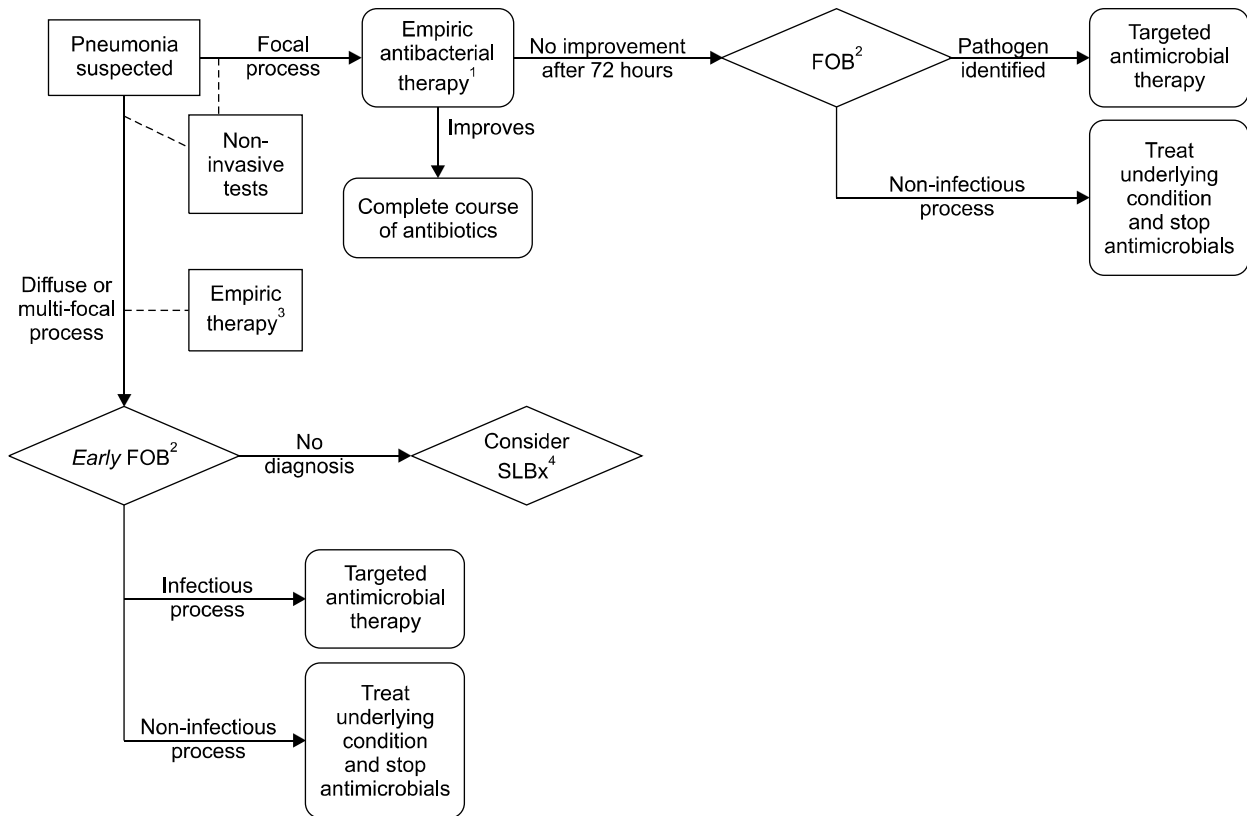 Pneumonia
suspected
Focal
process
Empiric
antibacterial
therapy1
No improvement
after 72 hours
FOB2
Pathogen
identified
Targeted
antimicrobial
therapy
Non-
invasive
tests
Improves
Complete course
of antibiotics
Non-infectious
process
Treat
underlying
condition
and stop
antimicrobials
Diffuse or
multi-focal
process
Empiric
therapy3
Early FOB2
No
diagnosis
Consider
SLBx4
Infectious
process
Targeted
antimicrobial
therapy
Non-infectious
process
Treat
underlying
condition
and stop
antimicrobials